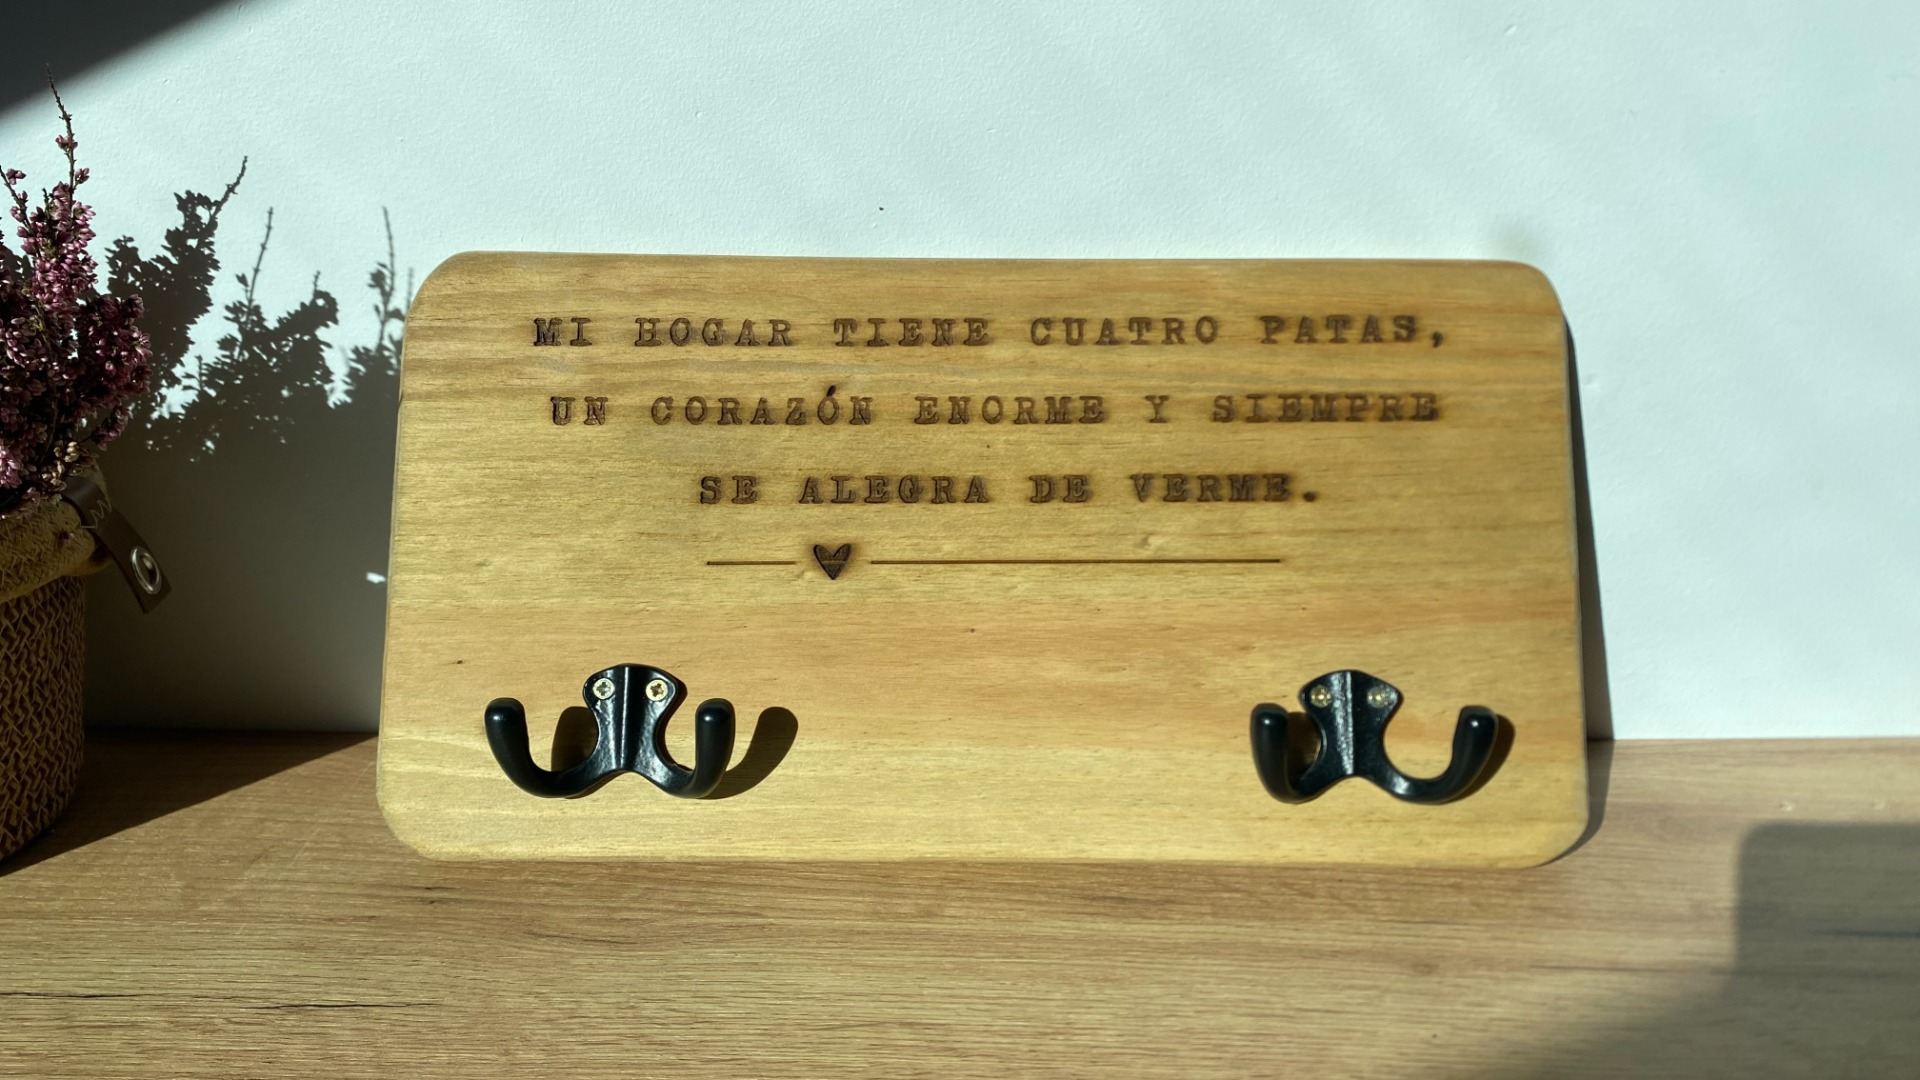 MI HOGAR TIENE CUATRO PATAS,
UN CORAZÓN ENORME Y SIEMPRE
SE ALEGRA DE VERME.